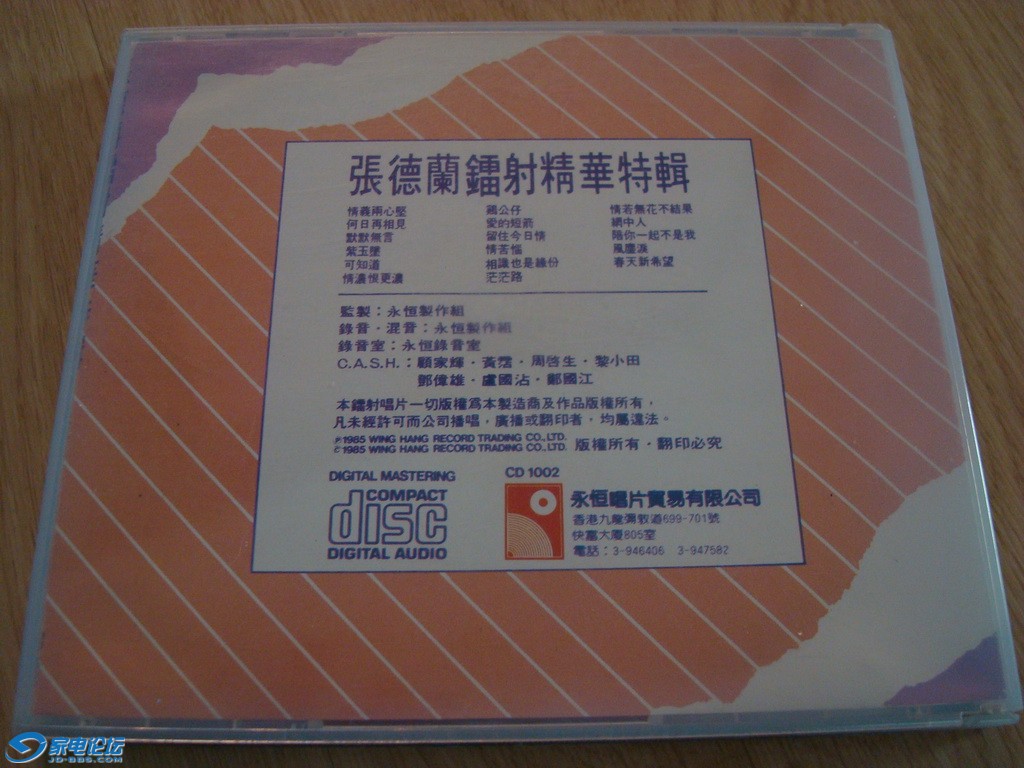 張德蘭鐳射精華特輯
情義兩心堅
何日再相見
默默無言
紫玉墜
可知道
情濃恨更濃
雞公仔
愛的短箭
留住今日情
情苦惱
相識也是緣份
茫茫路
情若無花不結果
網中人
陪你一起不是我
風塵淚
春天新希望
監製：永恒製作組
錄音·混音：永恒製作組
錄音室：永恒錄音室
C.A.S.H.：顧家輝·黃霑·周啓生·黎小田
鄧偉雄·盧國沾·鄭國江
本鐳射唱片一切版權為本製造商及作品版權所有，
凡未經許可而公司播唱，廣播或翻印者，均屬違法。
℗1985 WING HANG RECORD TRADING CO., LTD.
©1985 WING HANG RECORD TRADING CO., LTD. 版權所有·翻印必究
DIGITAL MASTERING
COMPACT
disc
DIGITAL AUDIO
CD 1002
永恒唱片貿易有限公司
香港九龍彌敦道699-701號
快富大廈805室
電話：3-946406 3-947582
家电论坛
JD-BBS.COM